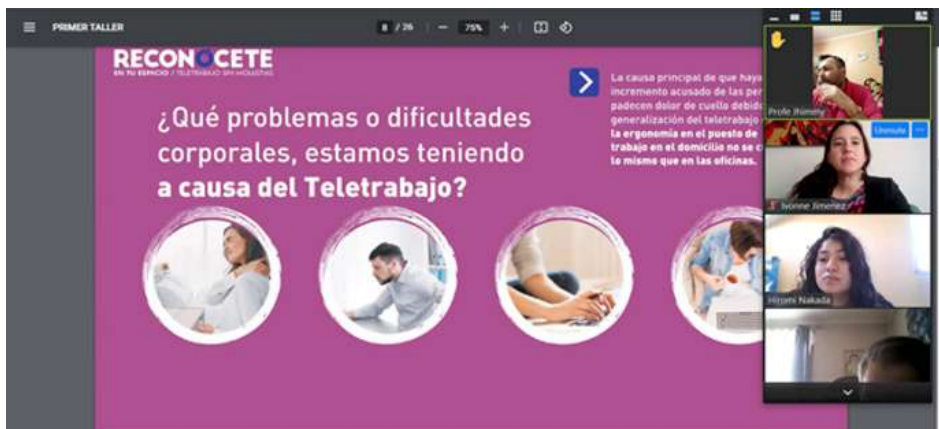 PRIMER TALLER
8 / 26
75%
RECONOCETE
EN TU ESPACIO / TELETRABAJO SIN MOLESTIAS
¿Qué problemas o dificultades
corporales, estamos teniendo
a causa del Teletrabajo?
La causa principal de que haya
incremento acusado de las per
padecen dolor de cuello debid
generalización del teletrabajo
la ergonomía en el puesto de
trabajo en el domicilio no se c
lo mismo que en las oficinas.
Profe Jhimmy
Unmute
Ivonne Jimenez
Hiromi Nakada